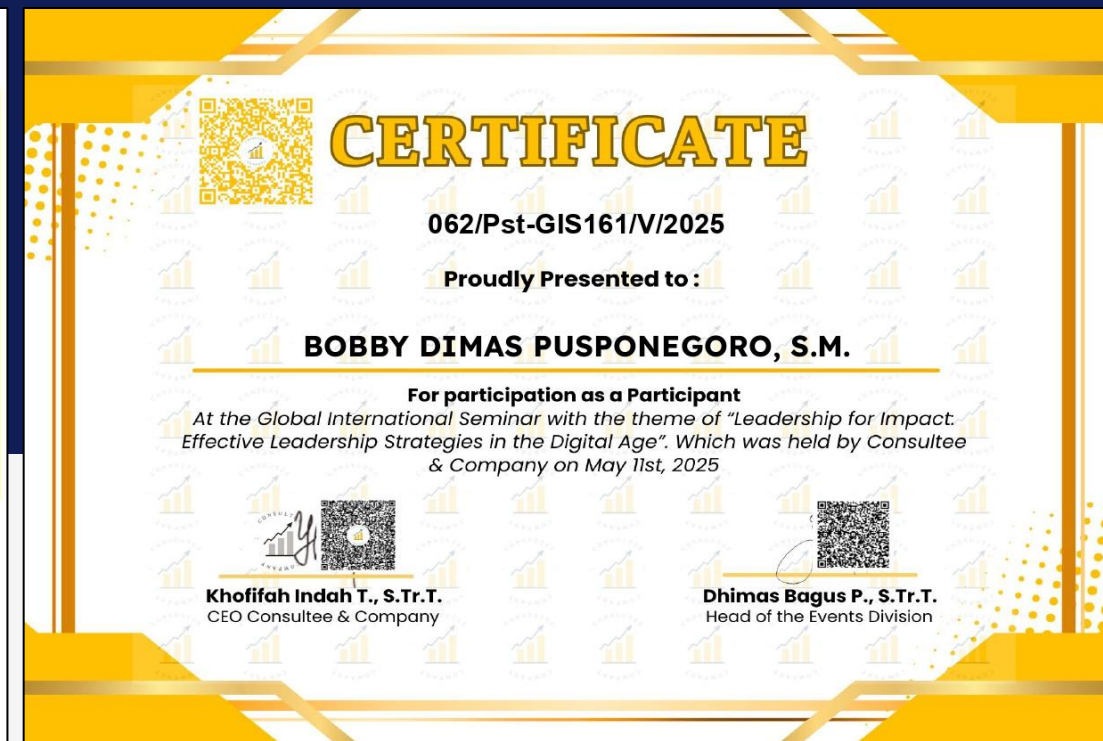 CERTIFICATE
062/Pst-GIS161/V/2025
Proudly Presented to :
BOBBY DIMAS PUSPONEGORO, S.M.
For participation as a Participant
At the Global International Seminar with the theme of “Leadership for Impact:
Effective Leadership Strategies in the Digital Age”. Which was held by Consultee
& Company on May 11st, 2025
CONSULTEE
COMPANY
Khofifah Indah T., S.Tr.T.
CEO Consultee & Company
Dhimas Bagus P., S.Tr.T.
Head of the Events Division